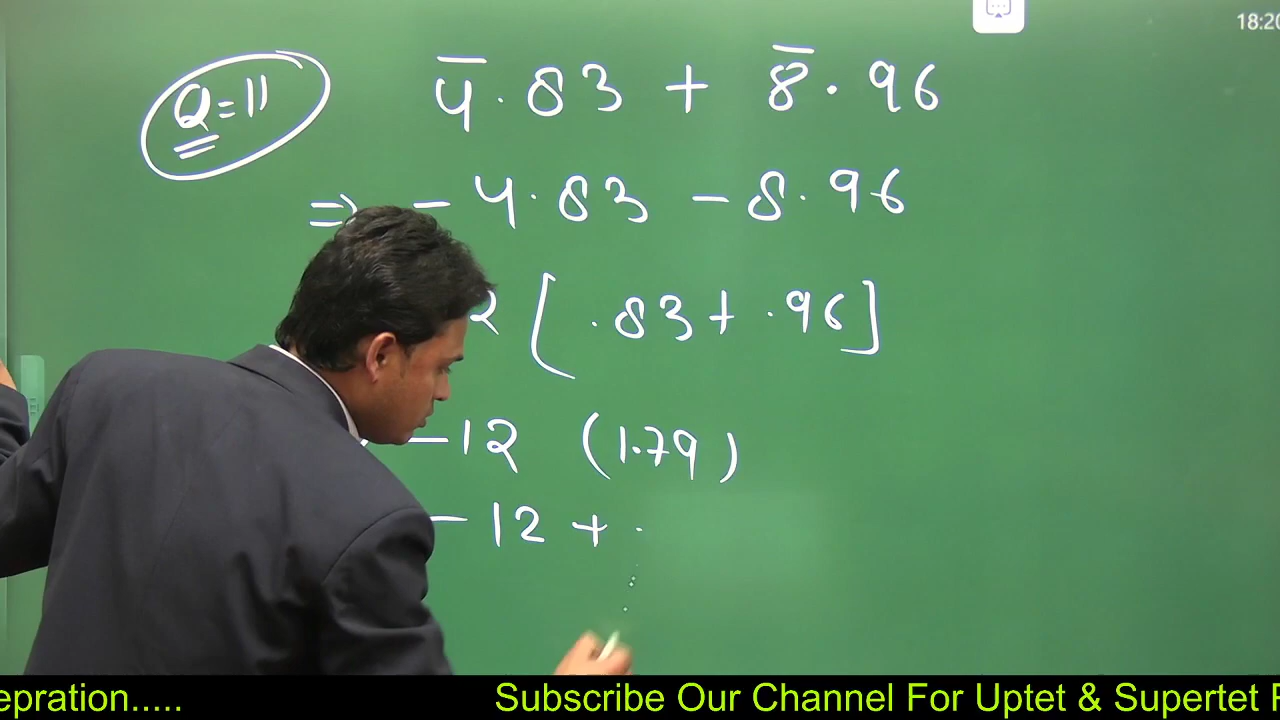 18:20
Q=11 4̅.83 + 8̅.96
⇒ -4.83 -8.96
2 [.83+.96]
-12 (1.79)
-12 + .
epration..... Subscribe Our Channel For Uptet & Supertet